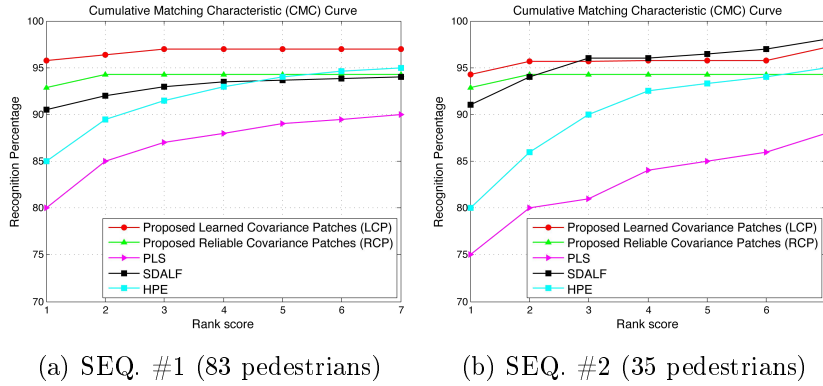 Cumulative Matching Characteristic (CMC) Curve
100
95
90
85
80
75
70
Recognition Percentage
Proposed Learned Covariance Patches (LCP)
Proposed Reliable Covariance Patches (RCP)
PLS
SDALF
HPE
1 2 3 4 5 6 7
Rank score
(a) SEQ. #1 (83 pedestrians)
Cumulative Matching Characteristic (CMC) Curve
100
95
90
85
80
75
70
Recognition Percentage
Proposed Learned Covariance Patches (LCP)
Proposed Reliable Covariance Patches (RCP)
PLS
SDALF
HPE
1 2 3 4 5 6
Rank score
(b) SEQ. #2 (35 pedestrians)